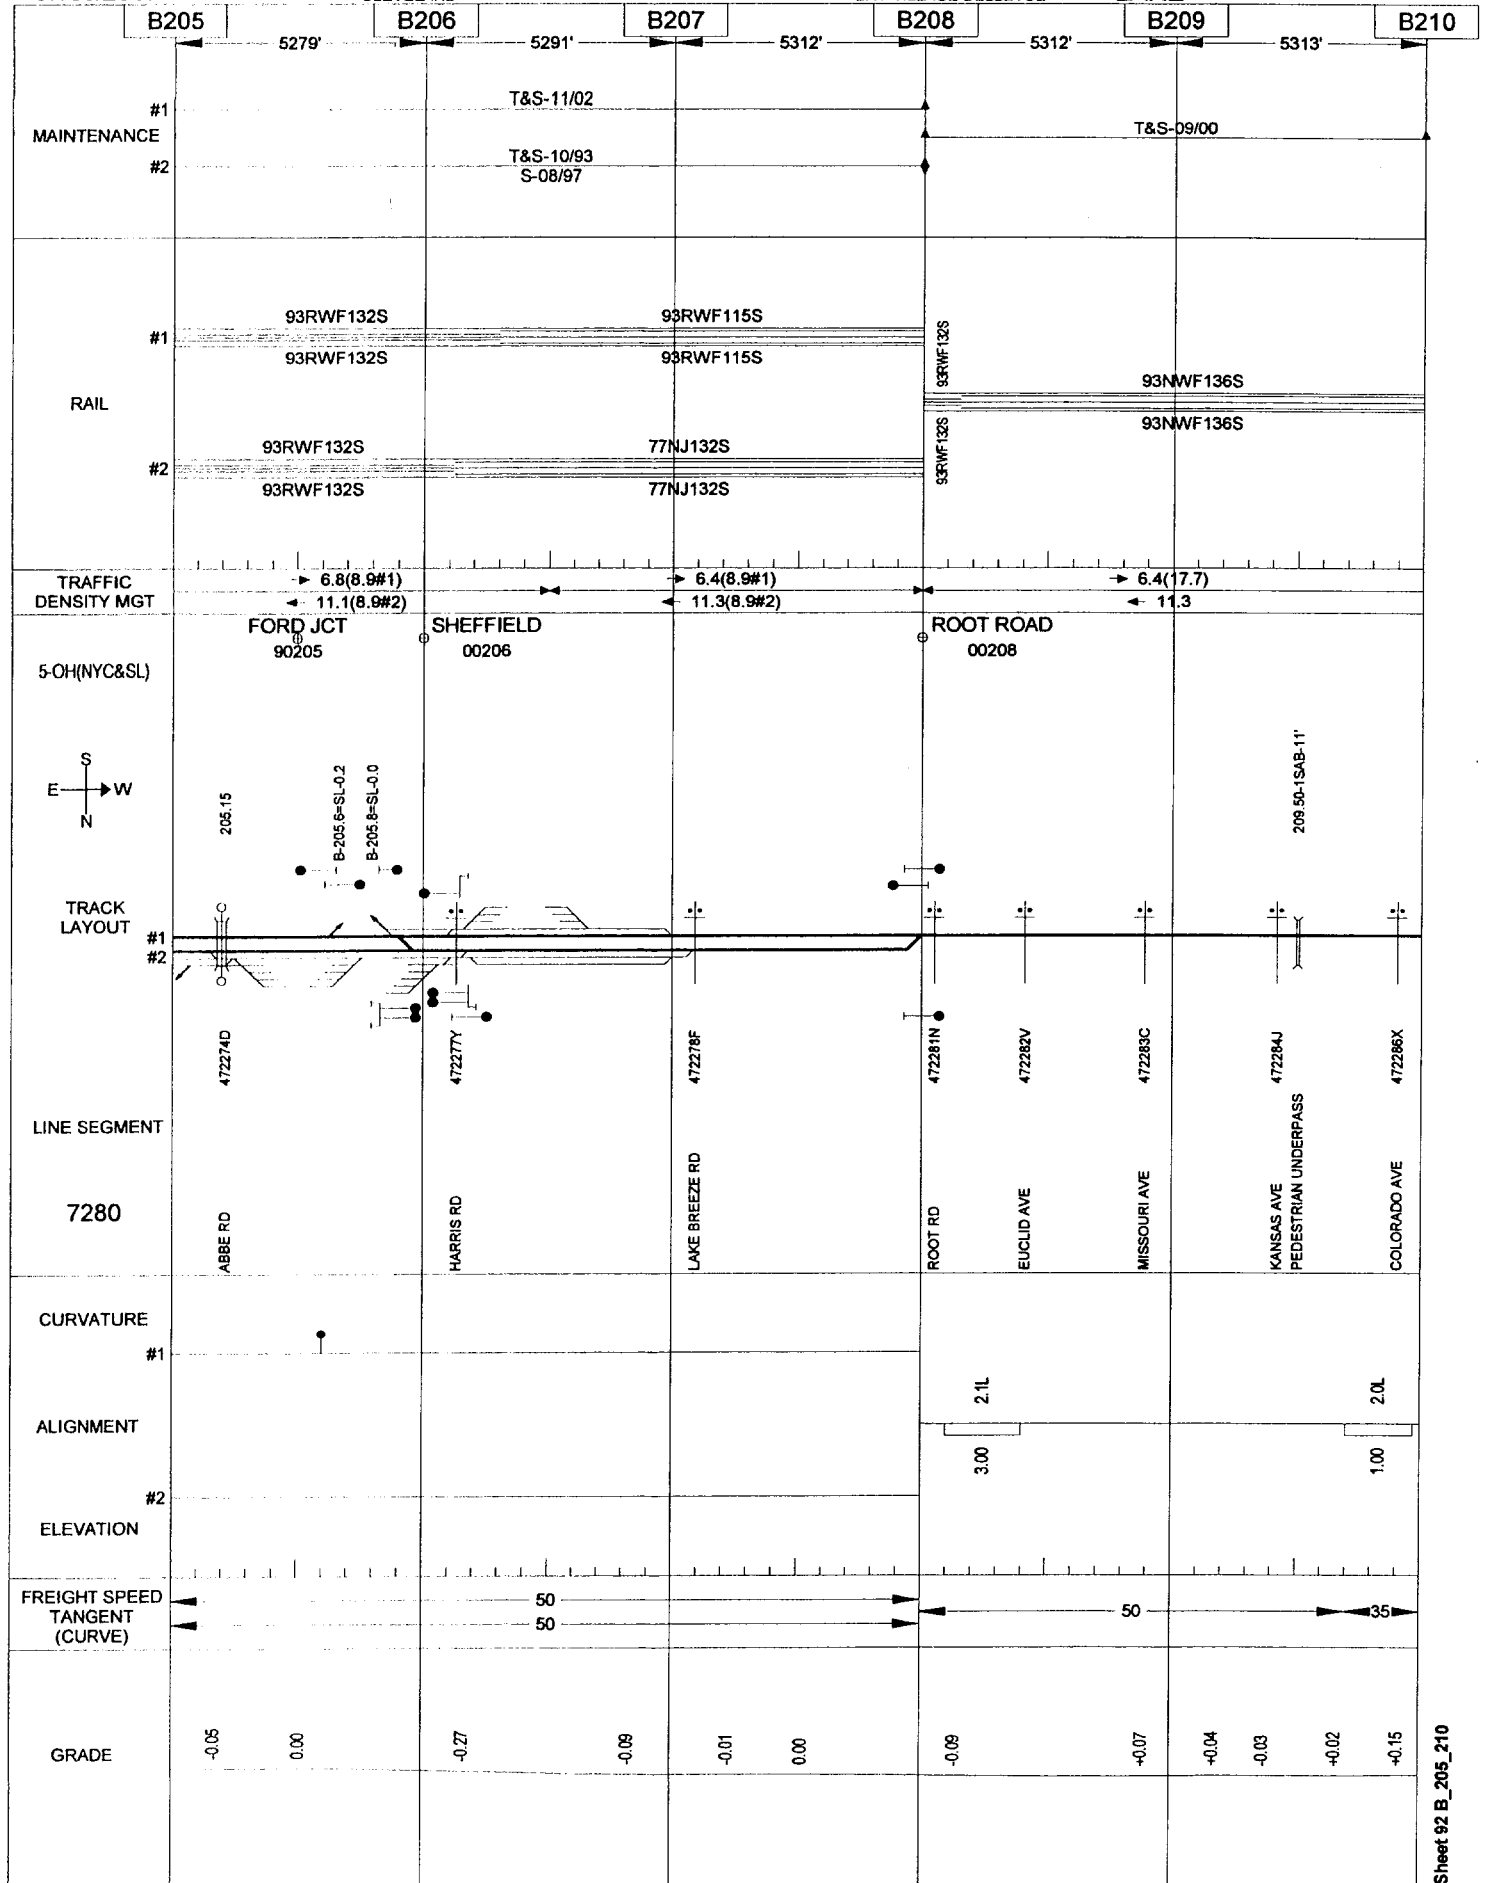 B205 B206 B207 B208 B209 B210
5279' 5291' 5312' 5312' 5313'
#1 T&S-11/02
MAINTENANCE T&S-09/00
#2 T&S-10/93
S-08/97
93RWF132S 93RWF115S
#1
93RWF132S 93RWF115S
93RWF132S
93NWF136S
RAIL
93NWF136S
93RWF132S
93RWF132S 77NJ132S
#2
93RWF132S 77NJ132S
TRAFFIC
DENSITY MGT
6.8(8.9#1) 6.4(8.9#1) 6.4(17.7)
11.1(8.9#2) 11.3(8.9#2) 11.3
FORD JCT SHEFFIELD ROOT ROAD
90205 00206 00208
5-OH(NYC&SL)
S
E W
N
205.15
B-205.6=SL-0.2
B-205.8=SL-0.0
209.50-1SAB-11'
TRACK
LAYOUT
#1
#2
472274D
472277Y
472278F
472281N
472282V
472283C
472284J
472286X
LINE SEGMENT
7280
ABBE RD
HARRIS RD
LAKE BREEZE RD
ROOT RD
EUCLID AVE
MISSOURI AVE
KANSAS AVE
PEDESTRIAN UNDERPASS
COLORADO AVE
CURVATURE
#1
2.1L 2.0L
ALIGNMENT
3.00 1.00
#2
ELEVATION
FREIGHT SPEED
TANGENT
(CURVE)
50
50
50 35
GRADE
-0.05 0.00 -0.27 -0.09 -0.01 0.00 -0.09 +0.07 +0.04 -0.03 +0.02 +0.15
Sheet 92 B_205_210